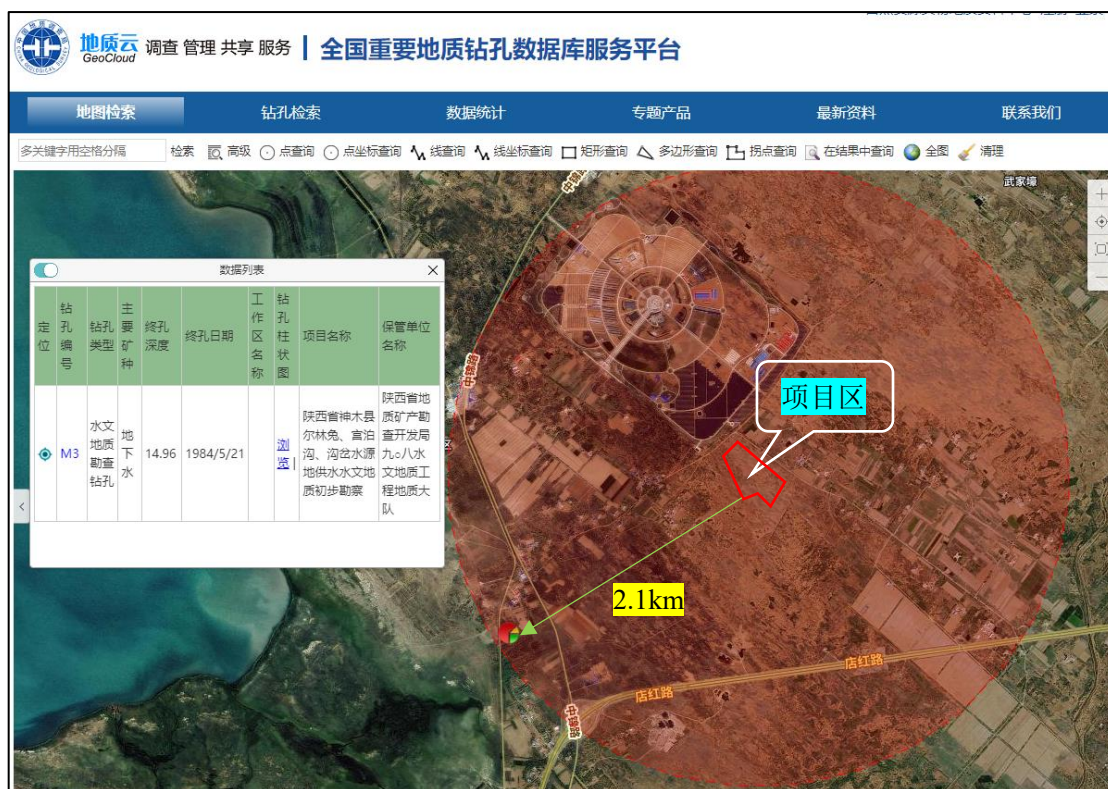 地质云
GeoCloud
调查 管理 共享 服务
全国重要地质钻孔数据库服务平台
地图检索 钻孔检索 数据统计 专题产品 最新资料 联系我们
多关键字用空格分隔 检索 高级 点查询 点坐标查询 线查询 线坐标查询 矩形查询 多边形查询 拐点查询 在结果中查询 全图 清理
武家壕
中锦路
数据列表
定位 钻孔编号 钻孔类型 主要矿种 终孔深度 终孔日期 工作区名称 钻孔柱状图 项目名称 保管单位名称
M3 水文地质勘查钻孔 地下水 14.96 1984/5/21 浏览 | 陕西省神木县尔林兔、宫泊沟、沟岔水源地供水水文地质初步勘察 陕西省地质矿产勘查开发局九〇八水文地质工程地质大队
中锦路
项目区
2.1km
店红路
店红路
中锦路